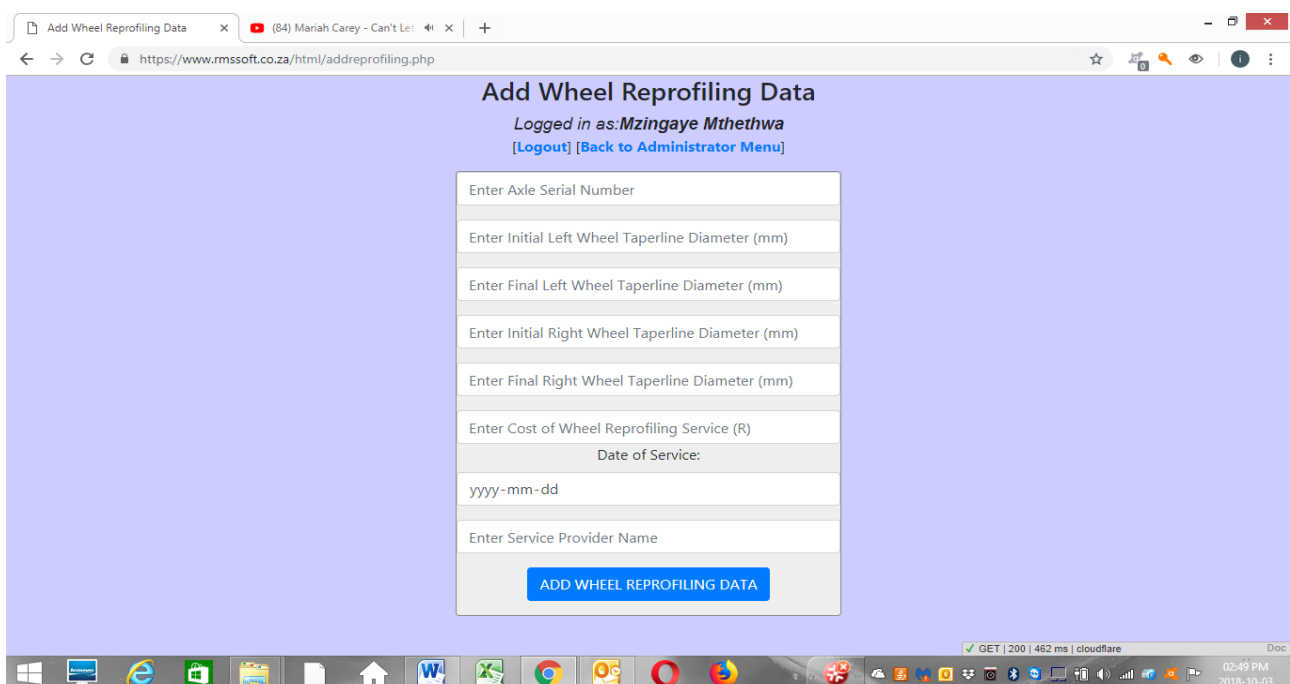 Add Wheel Reprofiling Data
(84) Mariah Carey - Can't Let
https://www.rmssoft.co.za/html/addreprofiling.php
0
i
Add Wheel Reprofiling Data
Logged in as:Mzingaye Mthethwa
[Logout] [Back to Administrator Menu]
Enter Axle Serial Number
Enter Initial Left Wheel Taperline Diameter (mm)
Enter Final Left Wheel Taperline Diameter (mm)
Enter Initial Right Wheel Taperline Diameter (mm)
Enter Final Right Wheel Taperline Diameter (mm)
Enter Cost of Wheel Reprofiling Service (R)
Date of Service:
yyyy-mm-dd
Enter Service Provider Name
ADD WHEEL REPROFILING DATA
✓ GET | 200 | 462 ms | cloudflare Doc
02:49 PM
2018-10-03